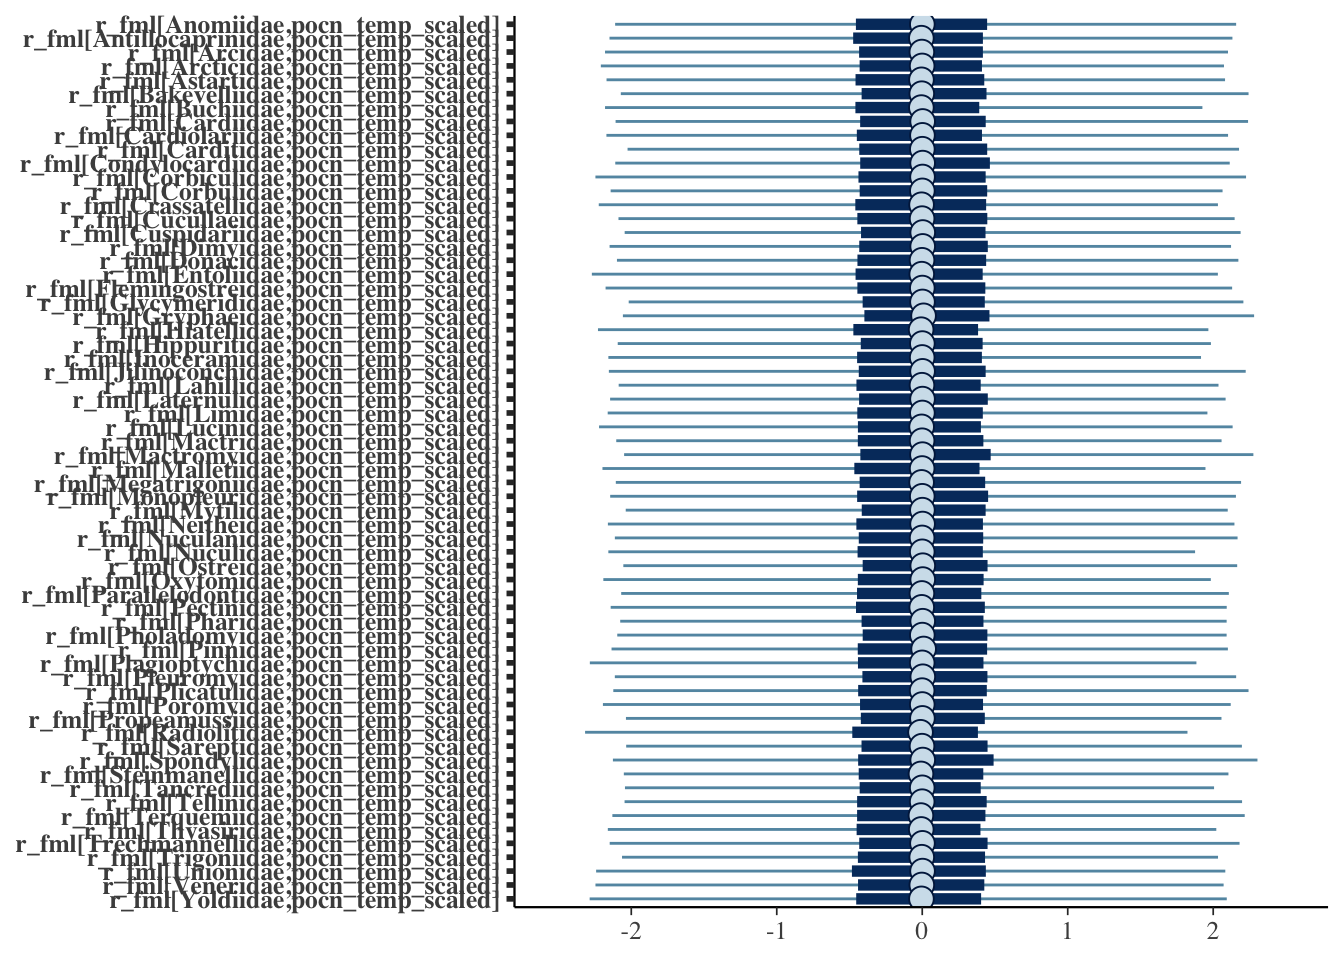 r_fml[Anomiidae,pocn_temp_scaled]
r_fml[Antillocaprinidae,pocn_temp_scaled]
r_fml[Arcidae,pocn_temp_scaled]
r_fml[Arcticidae,pocn_temp_scaled]
r_fml[Astartidae,pocn_temp_scaled]
r_fml[Bakevelliidae,pocn_temp_scaled]
r_fml[Buchiidae,pocn_temp_scaled]
r_fml[Cardiidae,pocn_temp_scaled]
r_fml[Cardiolariidae,pocn_temp_scaled]
r_fml[Carditidae,pocn_temp_scaled]
r_fml[Condylocardiidae,pocn_temp_scaled]
r_fml[Corbiculidae,pocn_temp_scaled]
r_fml[Corbulidae,pocn_temp_scaled]
r_fml[Crassatellidae,pocn_temp_scaled]
r_fml[Cucullaeidae,pocn_temp_scaled]
r_fml[Cuspidariidae,pocn_temp_scaled]
r_fml[Dimyidae,pocn_temp_scaled]
r_fml[Donacidae,pocn_temp_scaled]
r_fml[Entoliidae,pocn_temp_scaled]
r_fml[Flemingostreidae,pocn_temp_scaled]
r_fml[Glycymerididae,pocn_temp_scaled]
r_fml[Gryphaeidae,pocn_temp_scaled]
r_fml[Hiatellidae,pocn_temp_scaled]
r_fml[Hippuritidae,pocn_temp_scaled]
r_fml[Inoceramidae,pocn_temp_scaled]
r_fml[Jilinoconchidae,pocn_temp_scaled]
r_fml[Lahilliidae,pocn_temp_scaled]
r_fml[Laternulidae,pocn_temp_scaled]
r_fml[Limidae,pocn_temp_scaled]
r_fml[Lucinidae,pocn_temp_scaled]
r_fml[Mactridae,pocn_temp_scaled]
r_fml[Mactromyidae,pocn_temp_scaled]
r_fml[Malletiidae,pocn_temp_scaled]
r_fml[Megatrigoniidae,pocn_temp_scaled]
r_fml[Monopleuridae,pocn_temp_scaled]
r_fml[Mytilidae,pocn_temp_scaled]
r_fml[Neitheidae,pocn_temp_scaled]
r_fml[Nuculanidae,pocn_temp_scaled]
r_fml[Nuculidae,pocn_temp_scaled]
r_fml[Ostreidae,pocn_temp_scaled]
r_fml[Oxytomidae,pocn_temp_scaled]
r_fml[Parallelodontidae,pocn_temp_scaled]
r_fml[Pectinidae,pocn_temp_scaled]
r_fml[Pharidae,pocn_temp_scaled]
r_fml[Pholadomyidae,pocn_temp_scaled]
r_fml[Pinnidae,pocn_temp_scaled]
r_fml[Plagioptychidae,pocn_temp_scaled]
r_fml[Pleuromyidae,pocn_temp_scaled]
r_fml[Plicatulidae,pocn_temp_scaled]
r_fml[Poromyidae,pocn_temp_scaled]
r_fml[Propeamussiidae,pocn_temp_scaled]
r_fml[Radiolitidae,pocn_temp_scaled]
r_fml[Sareptidae,pocn_temp_scaled]
r_fml[Spondylidae,pocn_temp_scaled]
r_fml[Steinmanellidae,pocn_temp_scaled]
r_fml[Tancrediidae,pocn_temp_scaled]
r_fml[Tellinidae,pocn_temp_scaled]
r_fml[Terquemiidae,pocn_temp_scaled]
r_fml[Thyasiridae,pocn_temp_scaled]
r_fml[Trechmannellidae,pocn_temp_scaled]
r_fml[Trigoniidae,pocn_temp_scaled]
r_fml[Unionidae,pocn_temp_scaled]
r_fml[Veneridae,pocn_temp_scaled]
r_fml[Yoldiidae,pocn_temp_scaled]
-2 -1 0 1 2